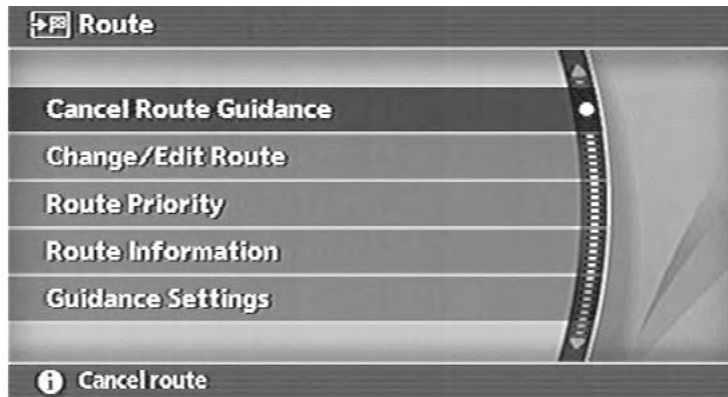 Route
Cancel Route Guidance
Change/Edit Route
Route Priority
Route Information
Guidance Settings
Cancel route